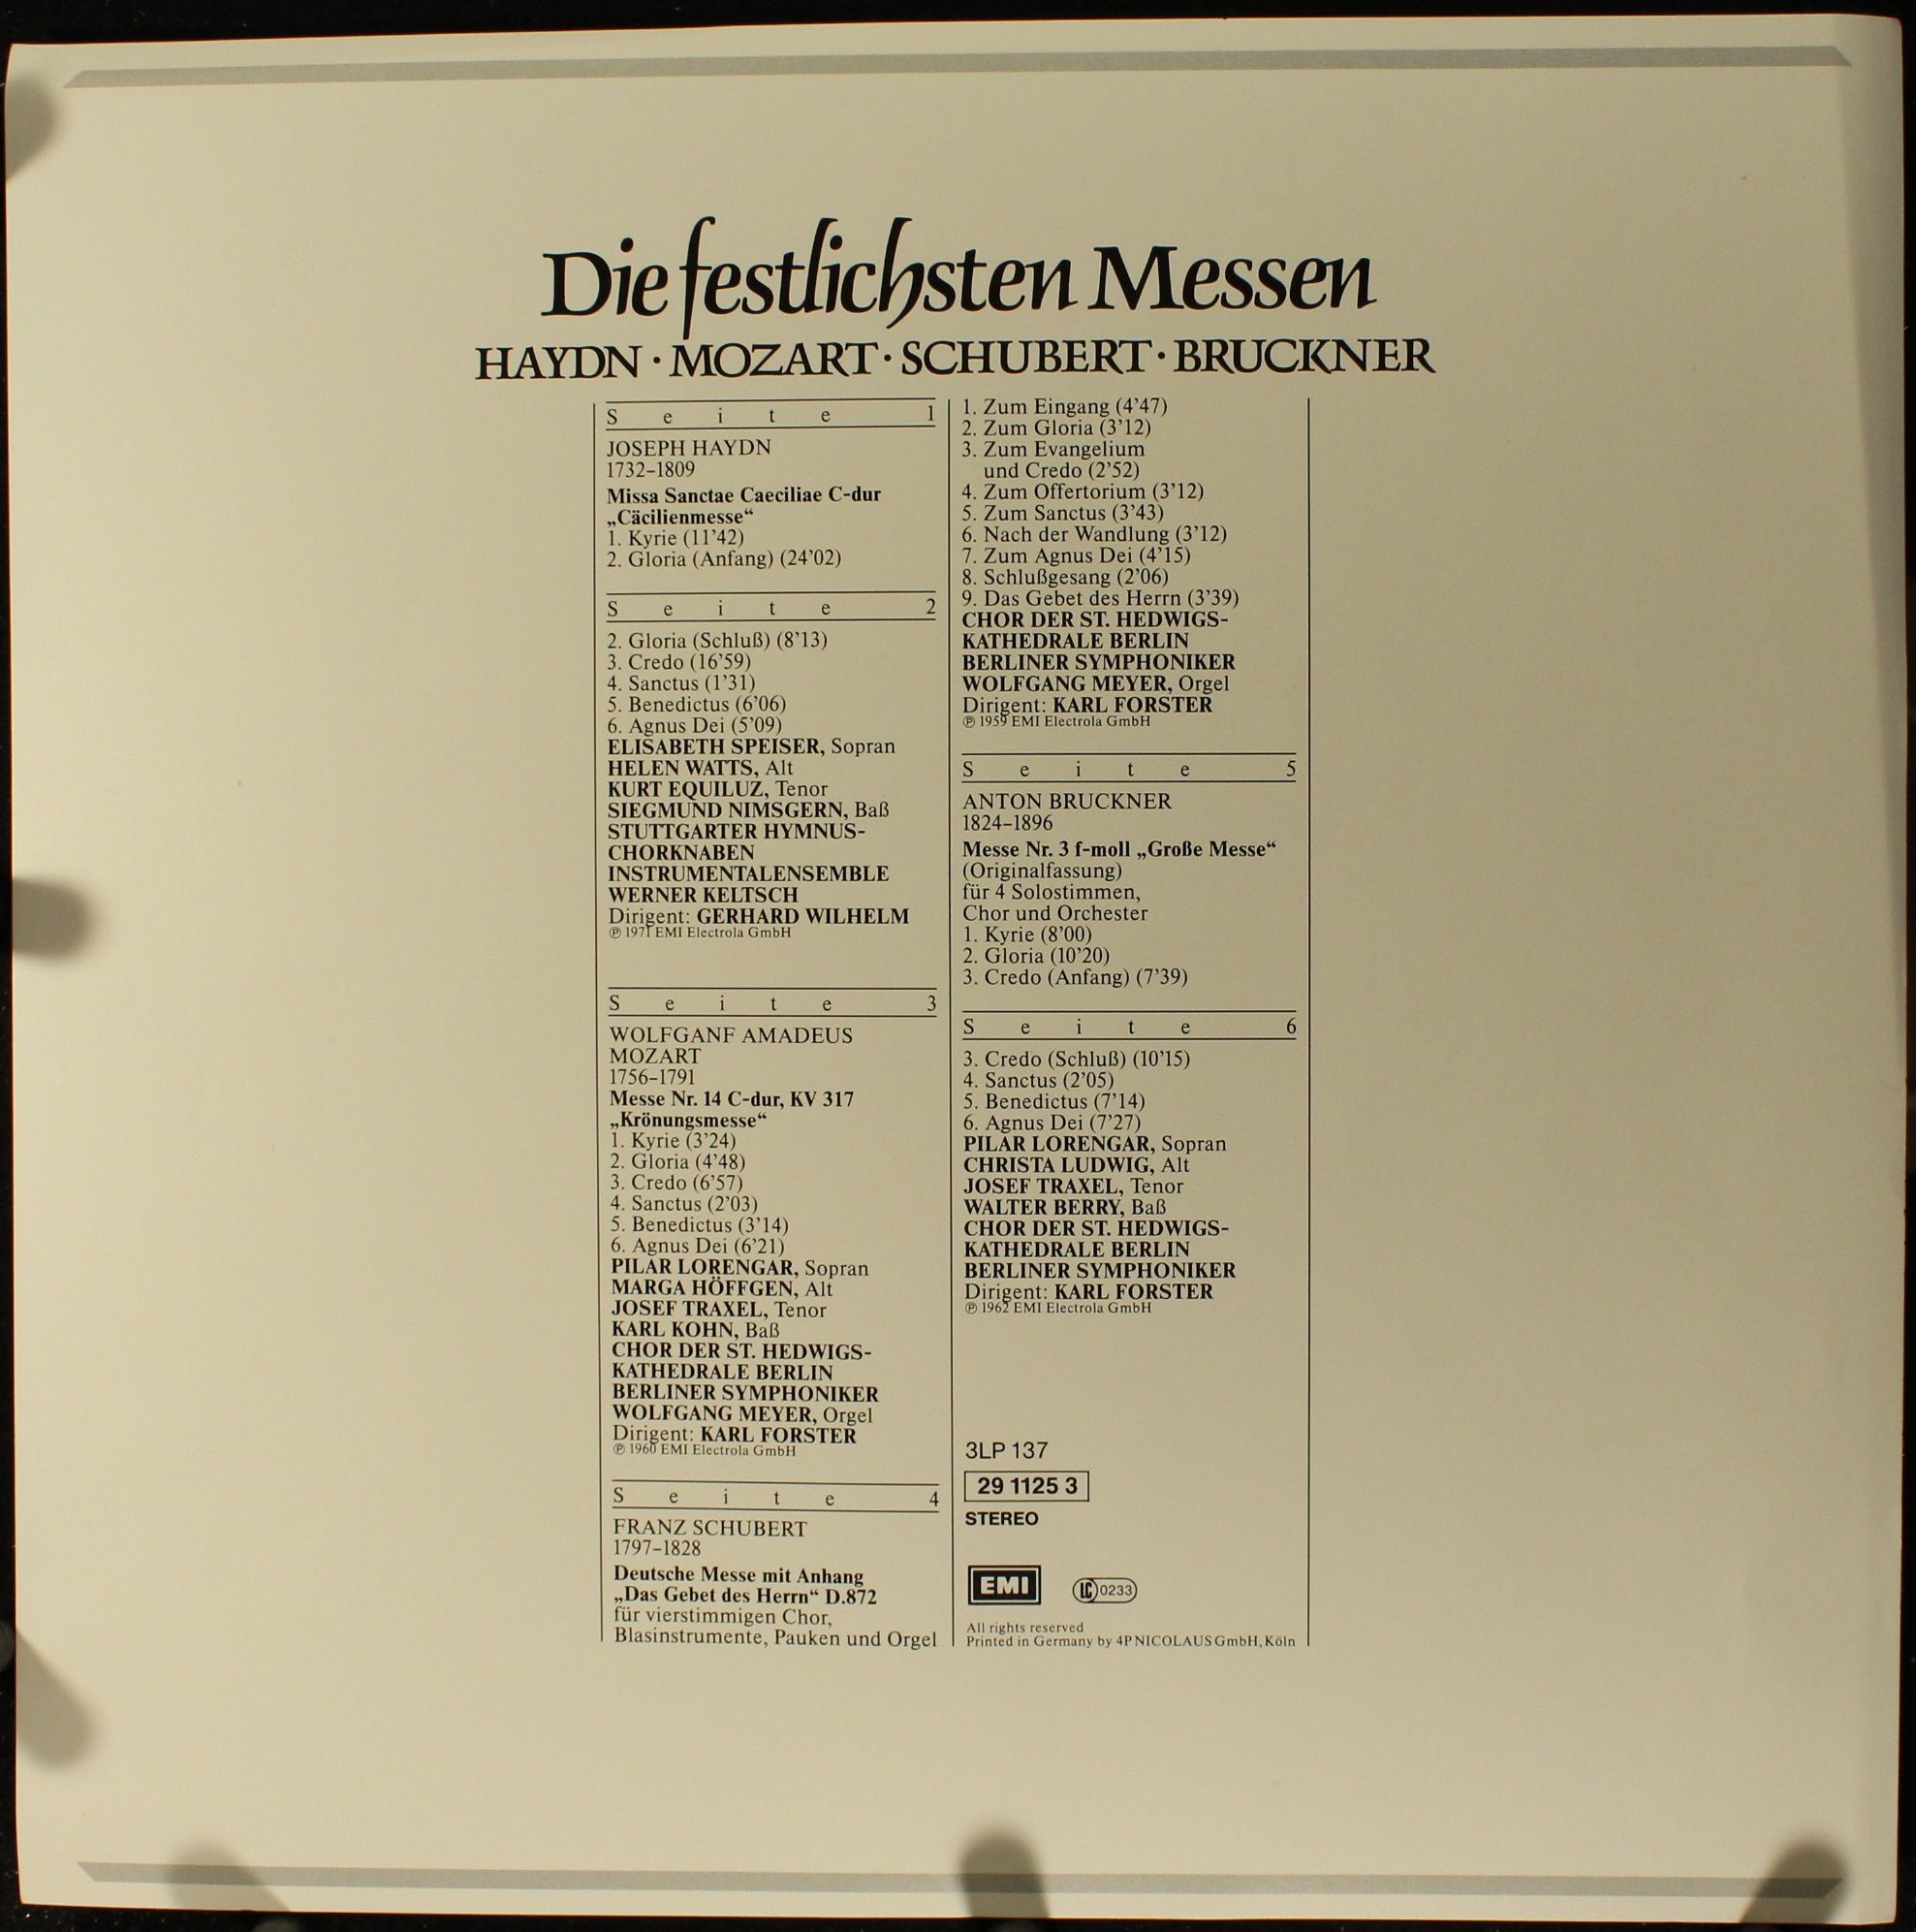 Die festlichsten Messen
HAYDN · MOZART · SCHUBERT · BRUCKNER
Seite 1
JOSEPH HAYDN
1732–1809
Missa Sanctae Caeciliae C-dur
„Cäcilienmesse“
1. Kyrie (11’42)
2. Gloria (Anfang) (24’02)
Seite 2
2. Gloria (Schluß) (8’13)
3. Credo (16’59)
4. Sanctus (1’31)
5. Benedictus (6’06)
6. Agnus Dei (5’09)
ELISABETH SPEISER, Sopran
HELEN WATTS, Alt
KURT EQUILUZ, Tenor
SIEGMUND NIMSGERN, Baß
STUTTGARTER HYMNUS-
CHORKNABEN
INSTRUMENTALENSEMBLE
WERNER KELTSCH
Dirigent: GERHARD WILHELM
℗ 1971 EMI Electrola GmbH
Seite 3
WOLFGANF AMADEUS
MOZART
1756–1791
Messe Nr. 14 C-dur, KV 317
„Krönungsmesse“
1. Kyrie (3’24)
2. Gloria (4’48)
3. Credo (6’57)
4. Sanctus (2’03)
5. Benedictus (3’14)
6. Agnus Dei (6’21)
PILAR LORENGAR, Sopran
MARGA HÖFFGEN, Alt
JOSEF TRAXEL, Tenor
KARL KOHN, Baß
CHOR DER ST. HEDWIGS-
KATHEDRALE BERLIN
BERLINER SYMPHONIKER
WOLFGANG MEYER, Orgel
Dirigent: KARL FORSTER
℗ 1960 EMI Electrola GmbH
Seite 4
FRANZ SCHUBERT
1797–1828
Deutsche Messe mit Anhang
„Das Gebet des Herrn“ D.872
für vierstimmigen Chor,
Blasinstrumente, Pauken und Orgel
1. Zum Eingang (4’47)
2. Zum Gloria (3’12)
3. Zum Evangelium
und Credo (2’52)
4. Zum Offertorium (3’12)
5. Zum Sanctus (3’43)
6. Nach der Wandlung (3’12)
7. Zum Agnus Dei (4’15)
8. Schlußgesang (2’06)
9. Das Gebet des Herrn (3’39)
CHOR DER ST. HEDWIGS-
KATHEDRALE BERLIN
BERLINER SYMPHONIKER
WOLFGANG MEYER, Orgel
Dirigent: KARL FORSTER
℗ 1959 EMI Electrola GmbH
Seite 5
ANTON BRUCKNER
1824–1896
Messe Nr. 3 f-moll „Große Messe“
(Originalfassung)
für 4 Solostimmen,
Chor und Orchester
1. Kyrie (8’00)
2. Gloria (10’20)
3. Credo (Anfang) (7’39)
Seite 6
3. Credo (Schluß) (10’15)
4. Sanctus (2’05)
5. Benedictus (7’14)
6. Agnus Dei (7’27)
PILAR LORENGAR, Sopran
CHRISTA LUDWIG, Alt
JOSEF TRAXEL, Tenor
WALTER BERRY, Baß
CHOR DER ST. HEDWIGS-
KATHEDRALE BERLIN
BERLINER SYMPHONIKER
Dirigent: KARL FORSTER
℗ 1962 EMI Electrola GmbH
3LP 137
29 1125 3
STEREO
EMI LC 0233
All rights reserved
Printed in Germany by 4P NICOLAUS GmbH, Köln